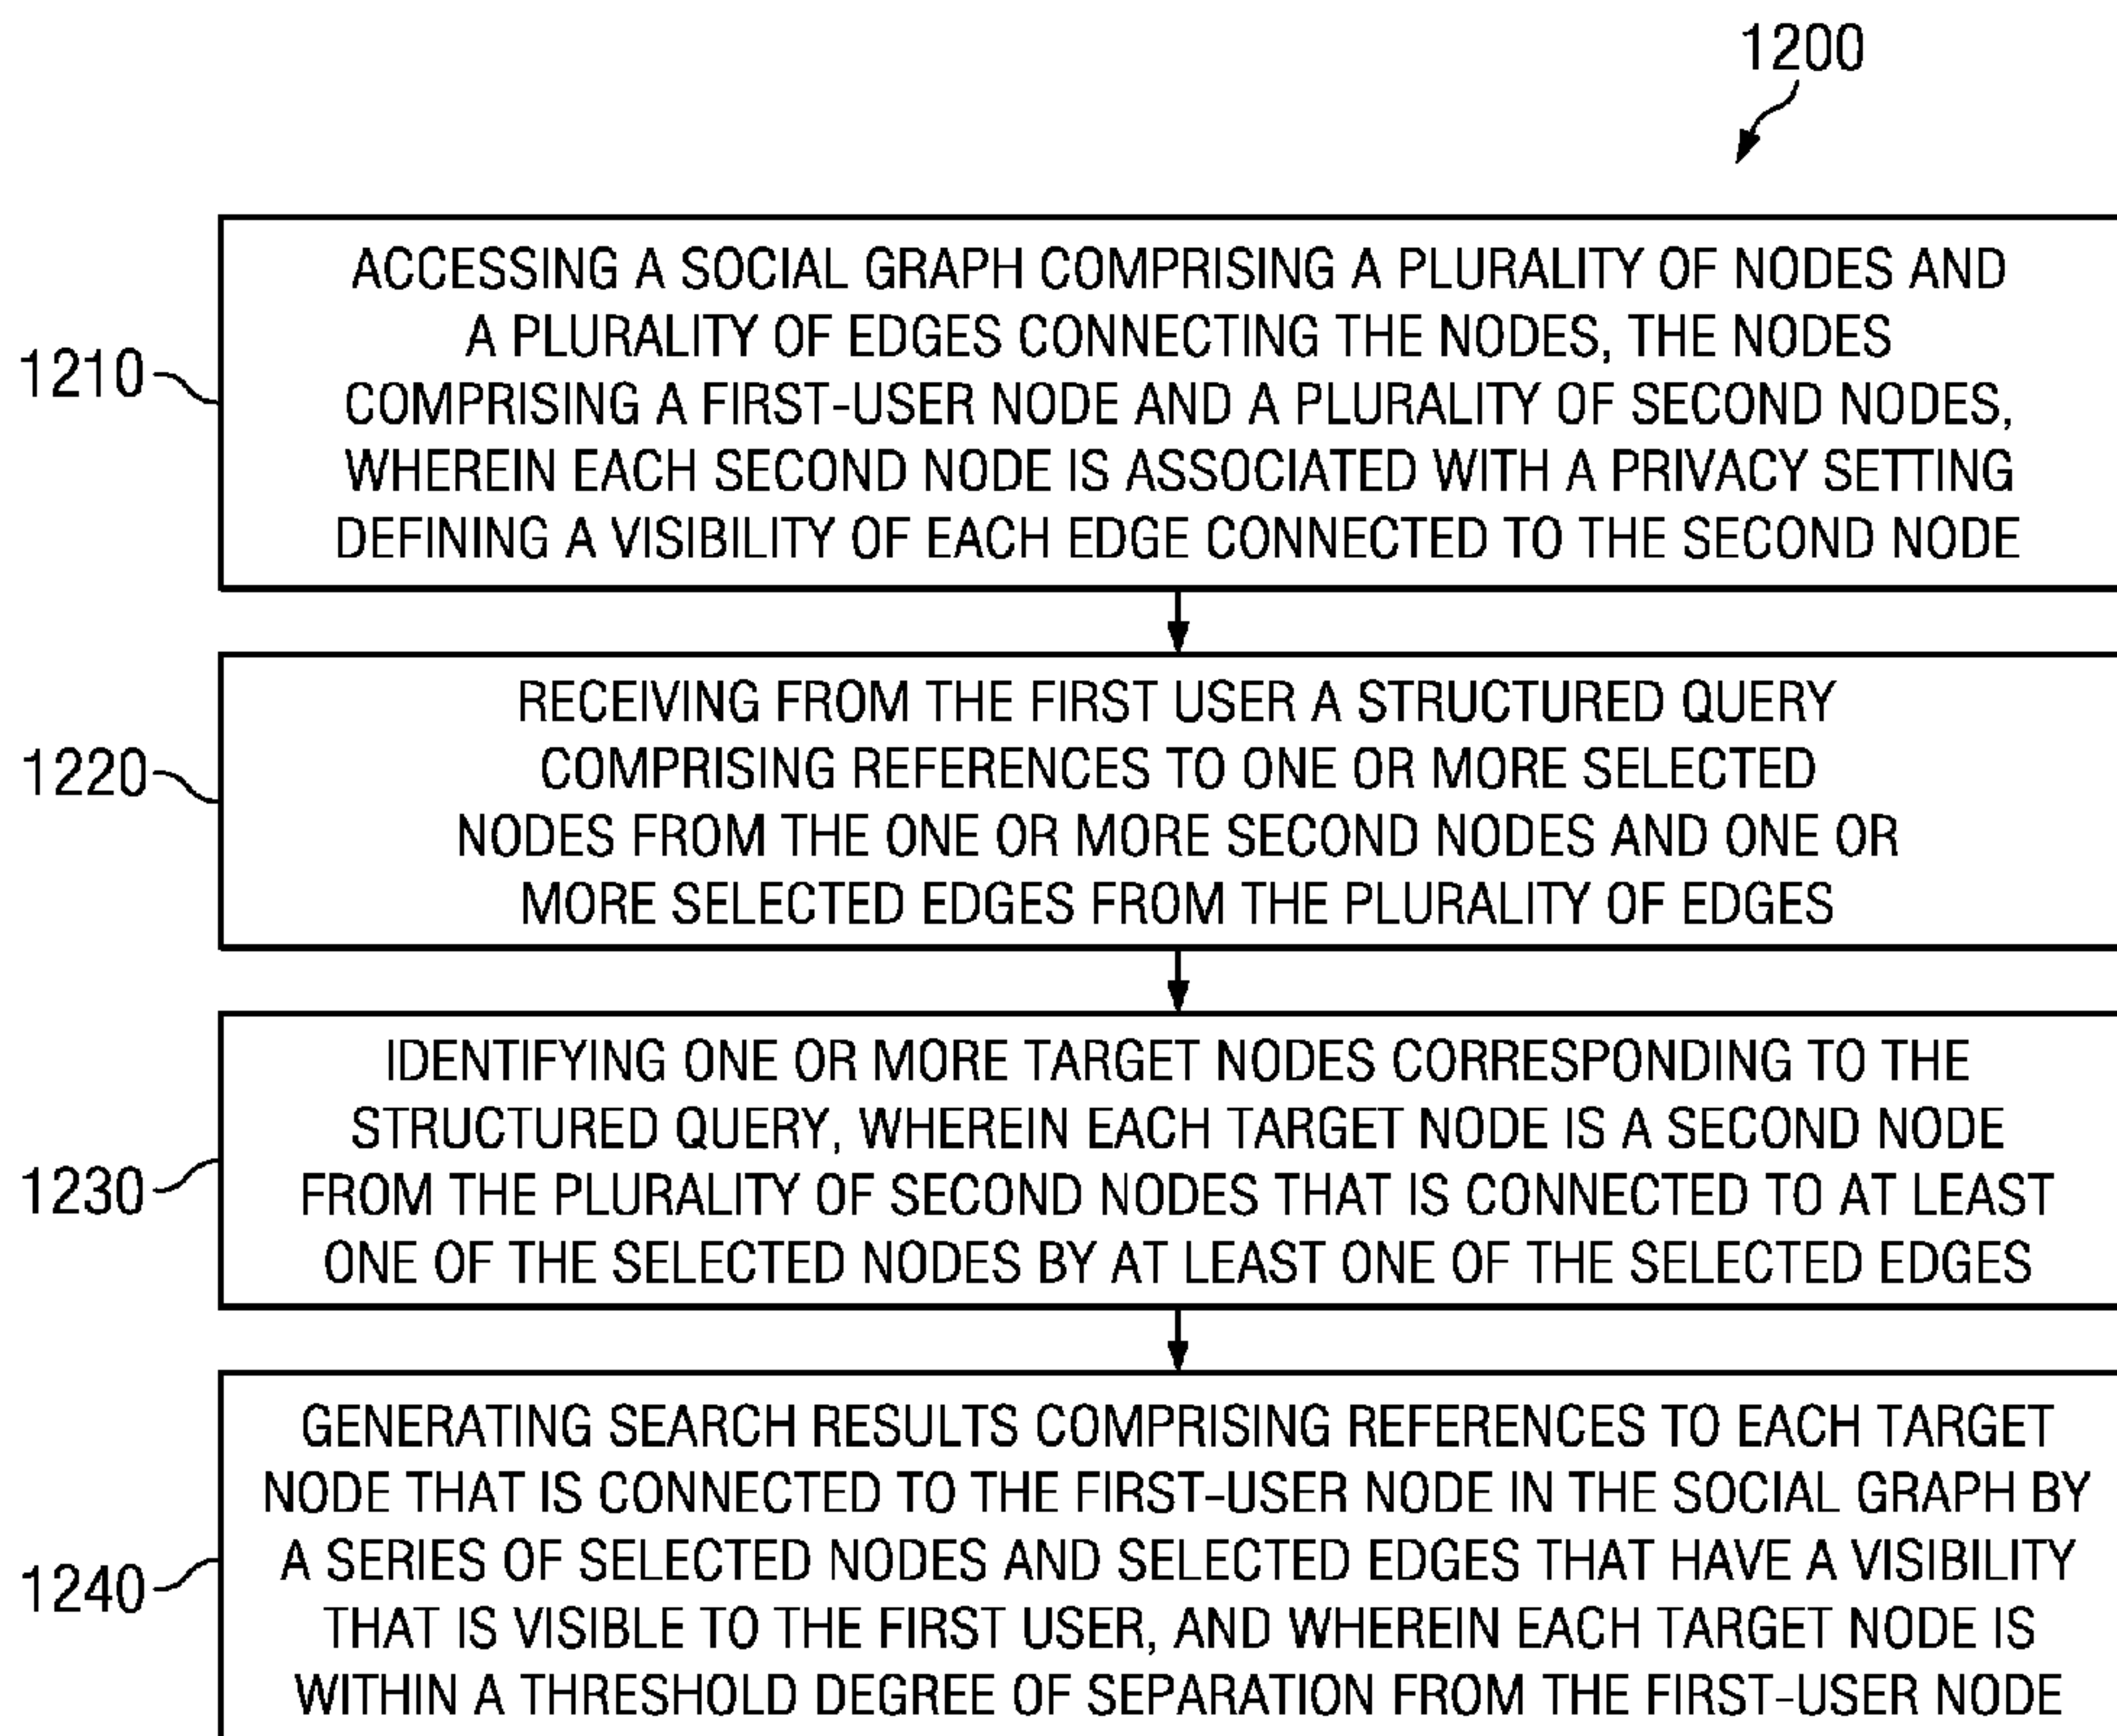 1200
1210
ACCESSING A SOCIAL GRAPH COMPRISING A PLURALITY OF NODES AND
A PLURALITY OF EDGES CONNECTING THE NODES, THE NODES
COMPRISING A FIRST-USER NODE AND A PLURALITY OF SECOND NODES,
WHEREIN EACH SECOND NODE IS ASSOCIATED WITH A PRIVACY SETTING
DEFINING A VISIBILITY OF EACH EDGE CONNECTED TO THE SECOND NODE
1220
RECEIVING FROM THE FIRST USER A STRUCTURED QUERY
COMPRISING REFERENCES TO ONE OR MORE SELECTED
NODES FROM THE ONE OR MORE SECOND NODES AND ONE OR
MORE SELECTED EDGES FROM THE PLURALITY OF EDGES
1230
IDENTIFYING ONE OR MORE TARGET NODES CORRESPONDING TO THE
STRUCTURED QUERY, WHEREIN EACH TARGET NODE IS A SECOND NODE
FROM THE PLURALITY OF SECOND NODES THAT IS CONNECTED TO AT LEAST
ONE OF THE SELECTED NODES BY AT LEAST ONE OF THE SELECTED EDGES
1240
GENERATING SEARCH RESULTS COMPRISING REFERENCES TO EACH TARGET
NODE THAT IS CONNECTED TO THE FIRST-USER NODE IN THE SOCIAL GRAPH BY
A SERIES OF SELECTED NODES AND SELECTED EDGES THAT HAVE A VISIBILITY
THAT IS VISIBLE TO THE FIRST USER, AND WHEREIN EACH TARGET NODE IS
WITHIN A THRESHOLD DEGREE OF SEPARATION FROM THE FIRST-USER NODE